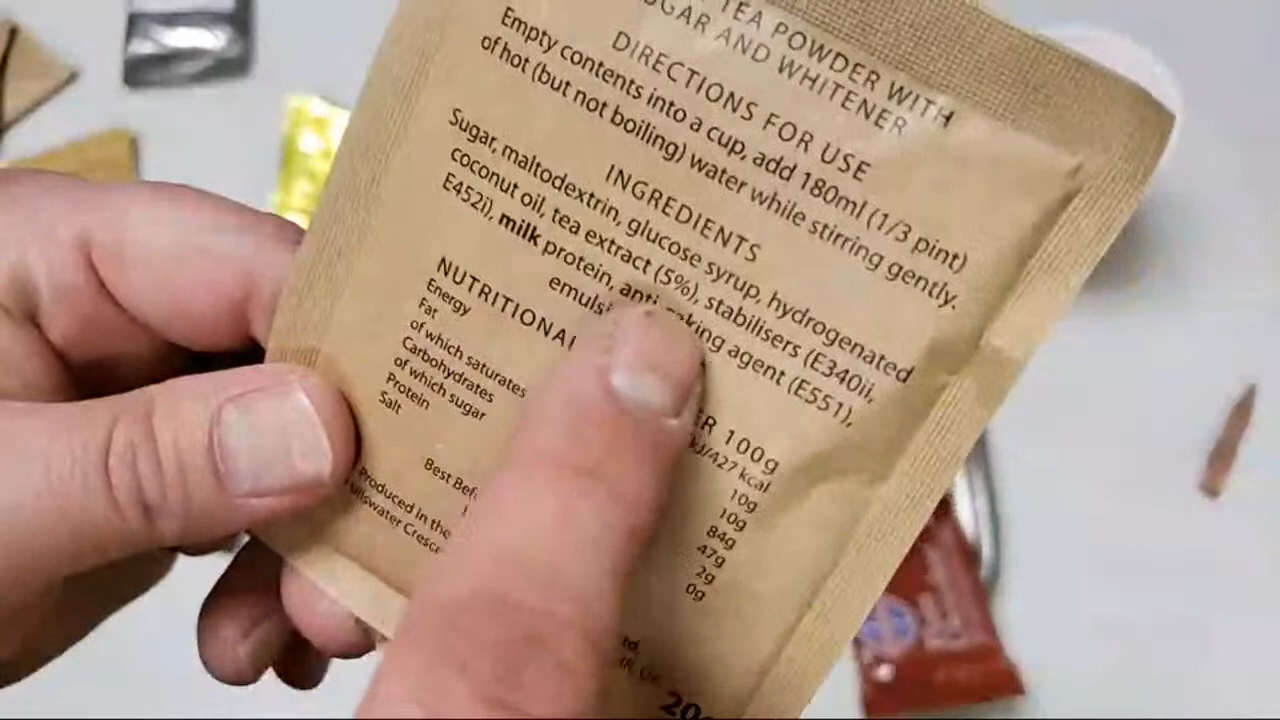 TEA POWDER WITH
SUGAR AND WHITENER
DIRECTIONS FOR USE
Empty contents into a cup, add 180ml (1/3 pint)
of hot (but not boiling) water while stirring gently.
INGREDIENTS
Sugar, maltodextrin, glucose syrup, hydrogenated
coconut oil, tea extract (5%), stabilisers (E340ii,
E452i), milk protein, anti caking agent (E551),
NUTRITIONAL PER 100g
Energy kJ/427 kcal
Fat 10g
of which saturates 10g
Carbohydrates 84g
of which sugar 47g
Protein 2g
Salt 0g
Best
Produced in the